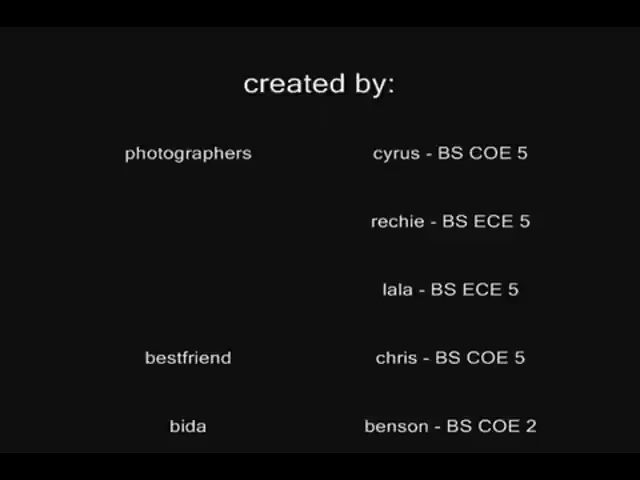 created by:
photographers cyrus - BS COE 5
rechie - BS ECE 5
lala - BS ECE 5
bestfriend chris - BS COE 5
bida benson - BS COE 2